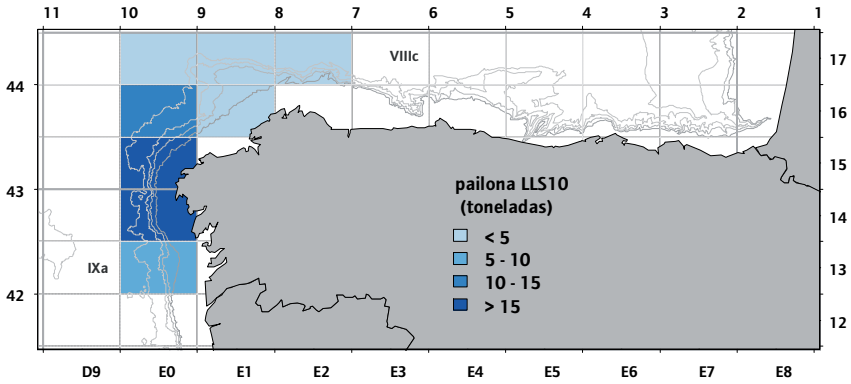 11 10 9 8 7 6 5 4 3 2 1
VIIIc
17
44
16
15
pailona LLS10
43
(toneladas)
14
< 5
5 - 10
IXa
13
10 - 15
42
> 15
12
D9 E0 E1 E2 E3 E4 E5 E6 E7 E8